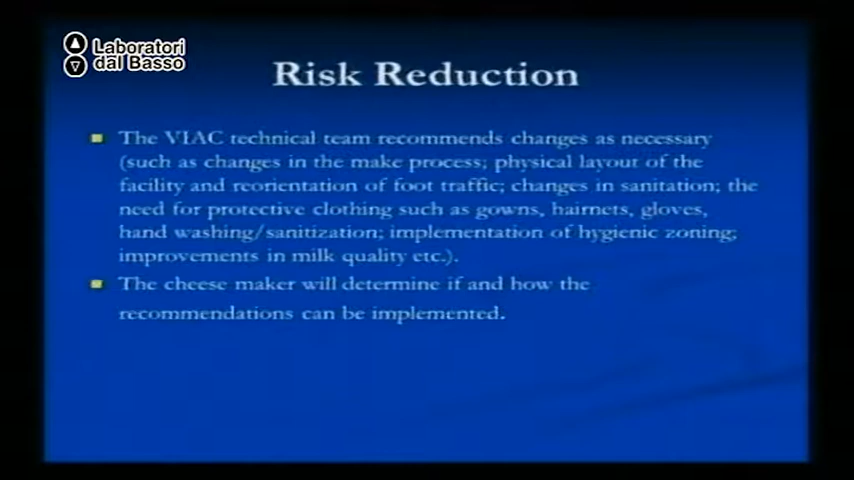 Laboratori
dal Basso
Risk Reduction
The VIAC technical team recommends changes as necessary
(such as changes in the make process; physical layout of the
facility and reorientation of foot traffic; changes in sanitation; the
need for protective clothing such as gowns, hairnets, gloves,
hand washing/sanitization; implementation of hygienic zoning;
improvements in milk quality etc.).
The cheese maker will determine if and how the
recommendations can be implemented.